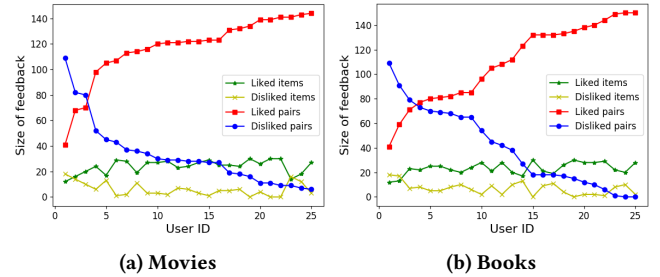 Size of feedback
140
120
100
80
60
40
20
0
Liked items
Disliked items
Liked pairs
Disliked pairs
0 5 10 15 20 25
User ID
(a) Movies
Size of feedback
140
120
100
80
60
40
20
0
Liked items
Disliked items
Liked pairs
Disliked pairs
0 5 10 15 20 25
User ID
(b) Books